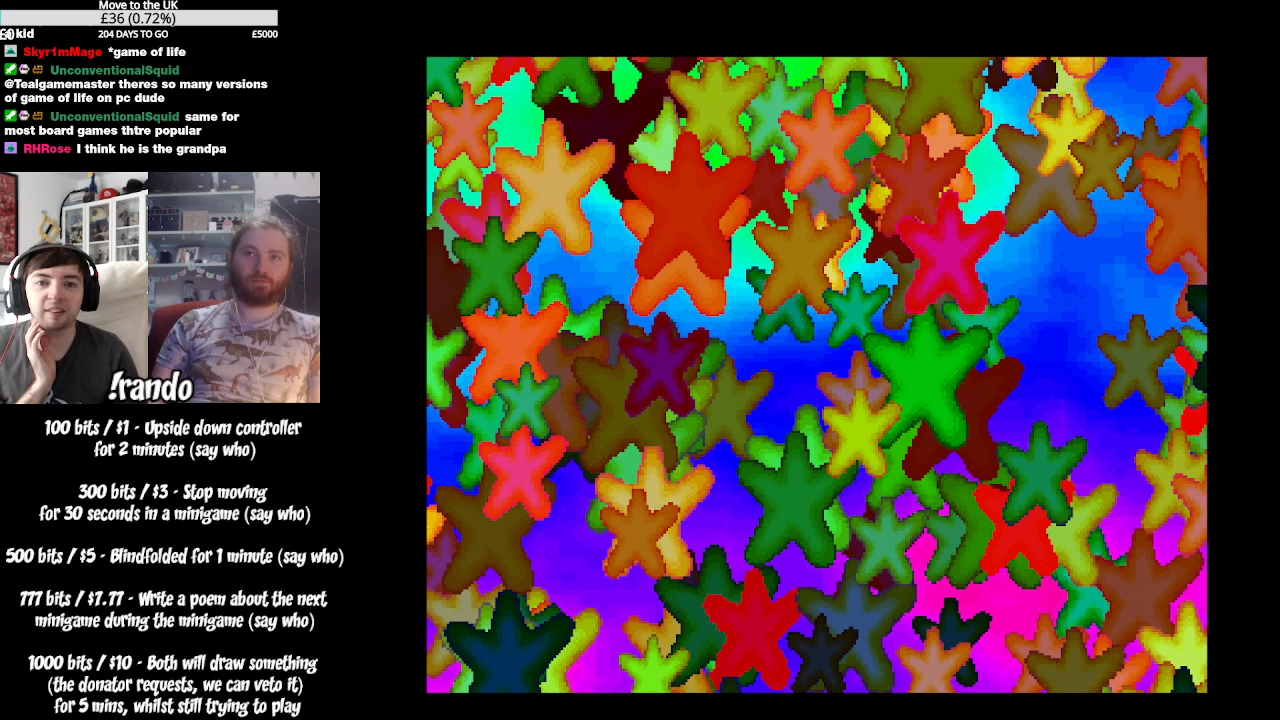 Move to the UK
£36 (0.72%)
kid
204 DAYS TO GO
£5000
Skyr1mMage *game of life
UnconventionalSquid
@Tealgamemaster theres so many versions
of game of life on pc dude
UnconventionalSquid same for
most board games thtre popular
RHRose I think he is the grandpa
!rando
100 bits / $1 - Upside down controller
for 2 minutes (say who)
300 bits / $3 - Stop moving
for 30 seconds in a minigame (say who)
500 bits / $5 - Blindfolded for 1 minute (say who)
777 bits / $7.77 - Write a poem about the next
minigame during the minigame (say who)
1000 bits / $10 - Both will draw something
(the donator requests, we can veto it)
for 5 mins, whilst still trying to play